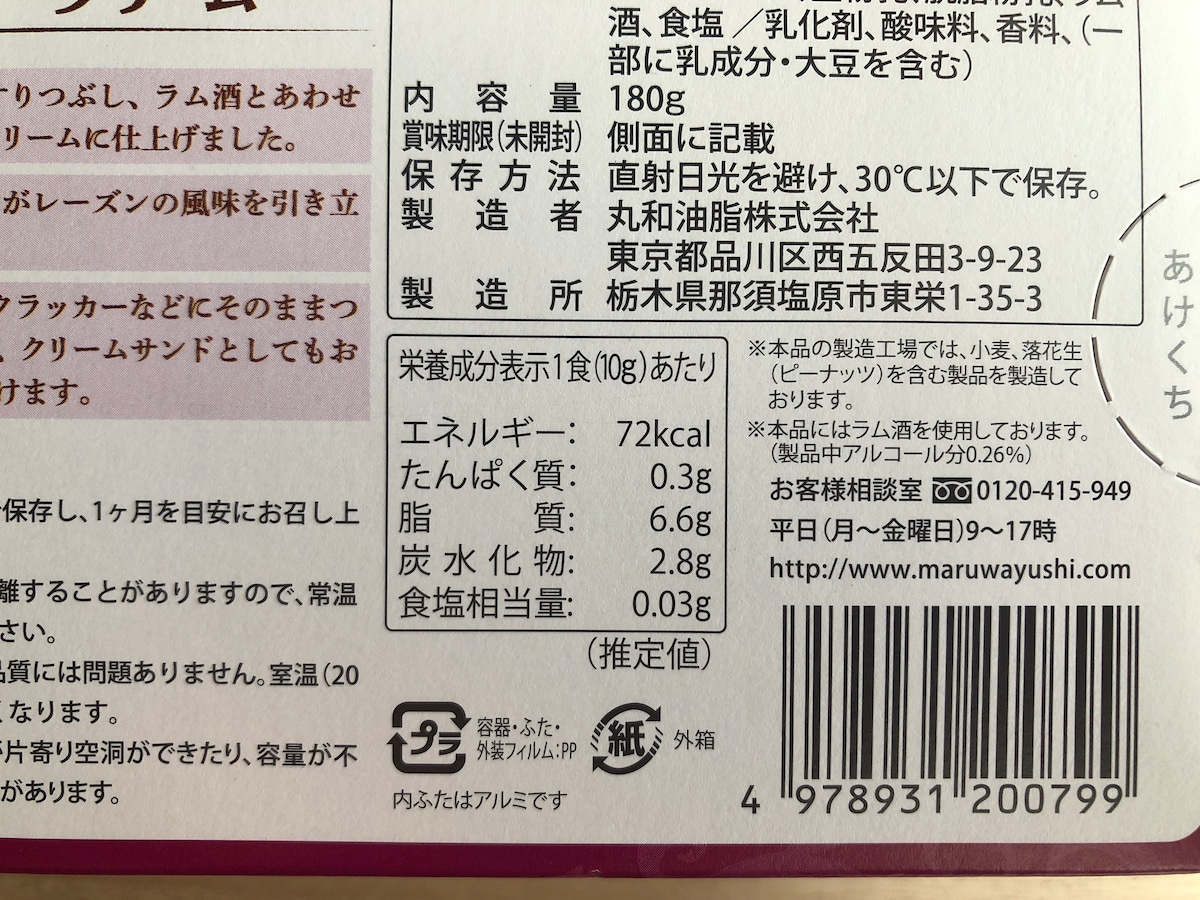 すりつぶし、ラム酒とあわせ
リームに仕上げました。
がレーズンの風味を引き立
クラッカーなどにそのままつ
、クリームサンドとしてもお
けます。
保存し、1ヶ月を目安にお召し上
離することがありますので、常温
さい。
品質には問題ありません。室温(20
くなります。
が片寄り空洞ができたり、容量が不
があります。
酒、食塩/乳化剤、酸味料、香料、(一
部に乳成分・大豆を含む)
内容量 180g
賞味期限(未開封) 側面に記載
保存方法 直射日光を避け、30℃以下で保存。
製造者 丸和油脂株式会社
東京都品川区西五反田3-9-23
製造所 栃木県那須塩原市東栄1-35-3
栄養成分表示1食(10g)あたり
エネルギー: 72kcal
たんぱく質: 0.3g
脂質: 6.6g
炭水化物: 2.8g
食塩相当量: 0.03g
(推定値)
※本品の製造工場では、小麦、落花生
(ピーナッツ)を含む製品を製造して
おります。
※本品にはラム酒を使用しております。
(製品中アルコール分0.26%)
お客様相談室 0120-415-949
平日(月〜金曜日)9〜17時
http://www.maruwayushi.com
あけくち
プラ
容器・ふた・
外装フィルム:PP
紙
外箱
内ふたはアルミです
4 978931 200799